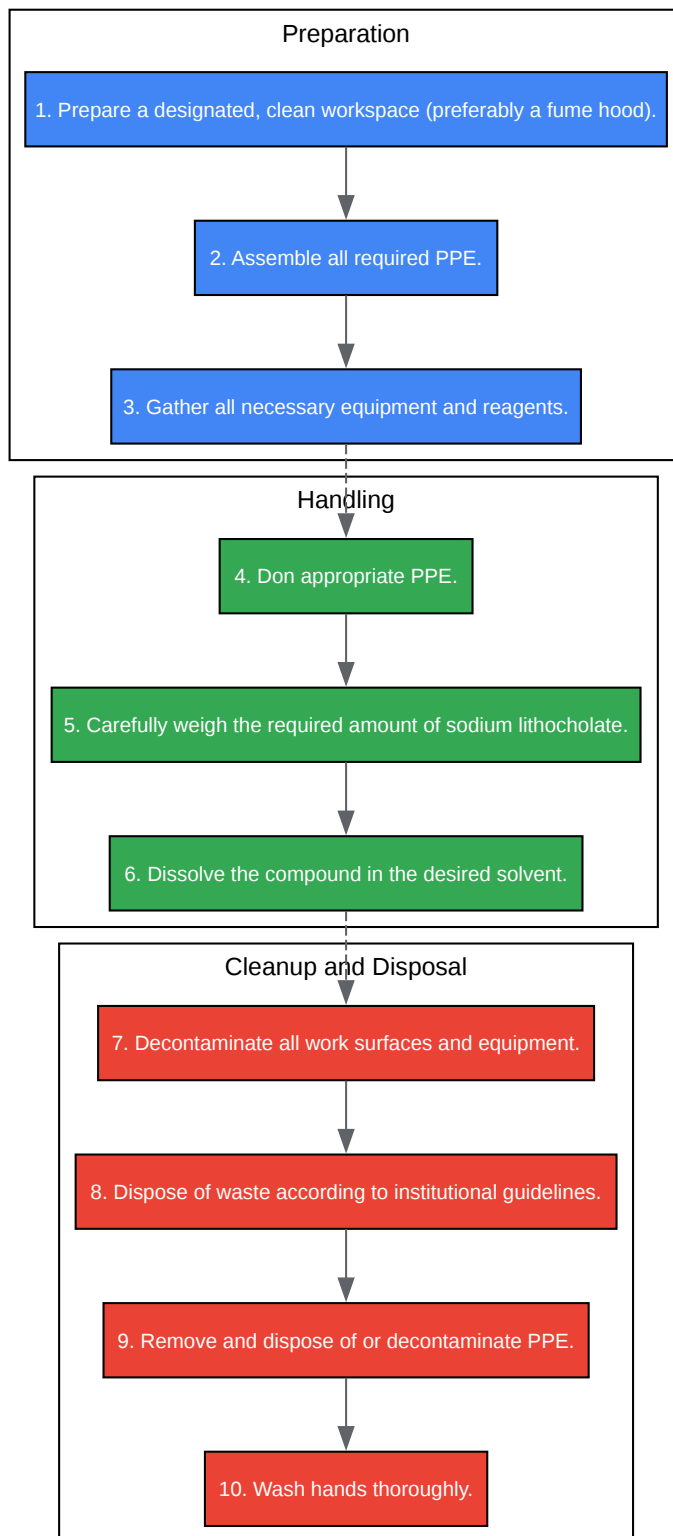 Preparation
1. Prepare a designated, clean workspace (preferably a fume hood).
2. Assemble all required PPE.
3. Gather all necessary equipment and reagents.
Handling
4. Don appropriate PPE.
5. Carefully weigh the required amount of sodium lithocholate.
6. Dissolve the compound in the desired solvent.
Cleanup and Disposal
7. Decontaminate all work surfaces and equipment.
8. Dispose of waste according to institutional guidelines.
9. Remove and dispose of or decontaminate PPE.
10. Wash hands thoroughly.